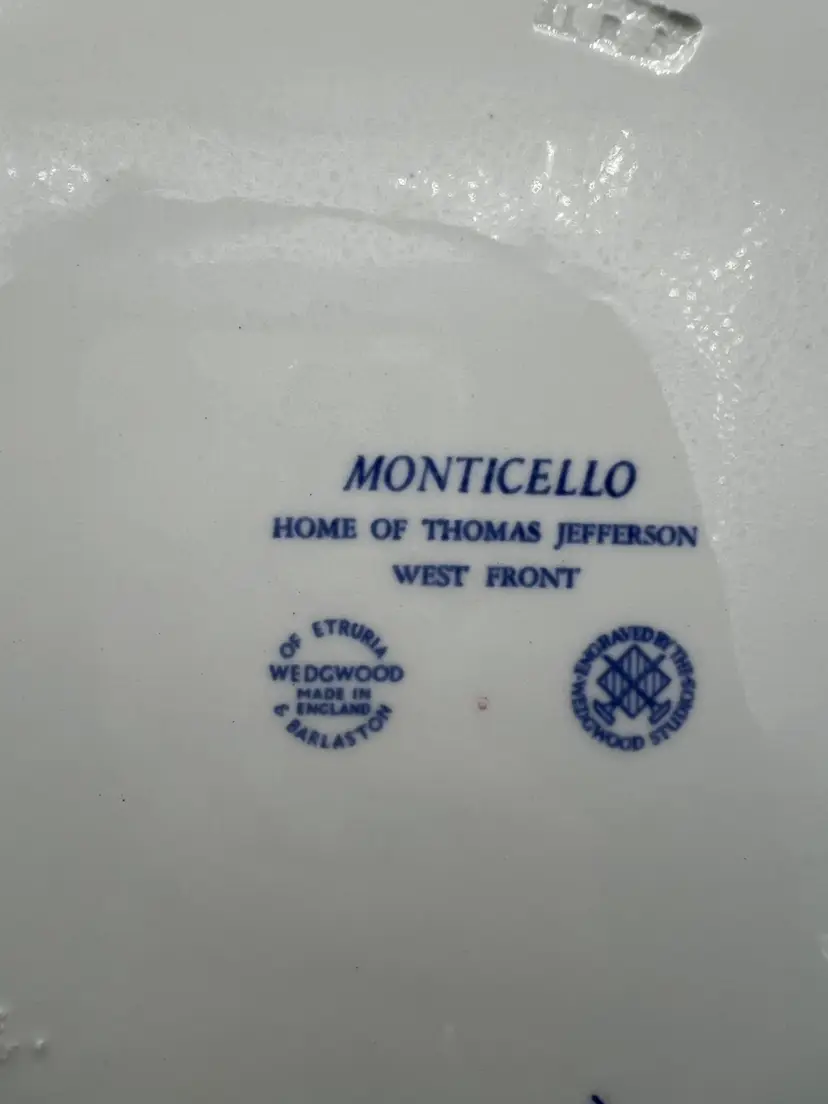 MONTICELLO
HOME OF THOMAS JEFFERSON
WEST FRONT
OF ETRURIA
WEDGWOOD
MADE IN
ENGLAND
& BARLASTON
ENGRAVED BY THE
WEDGWOOD STUDIOS